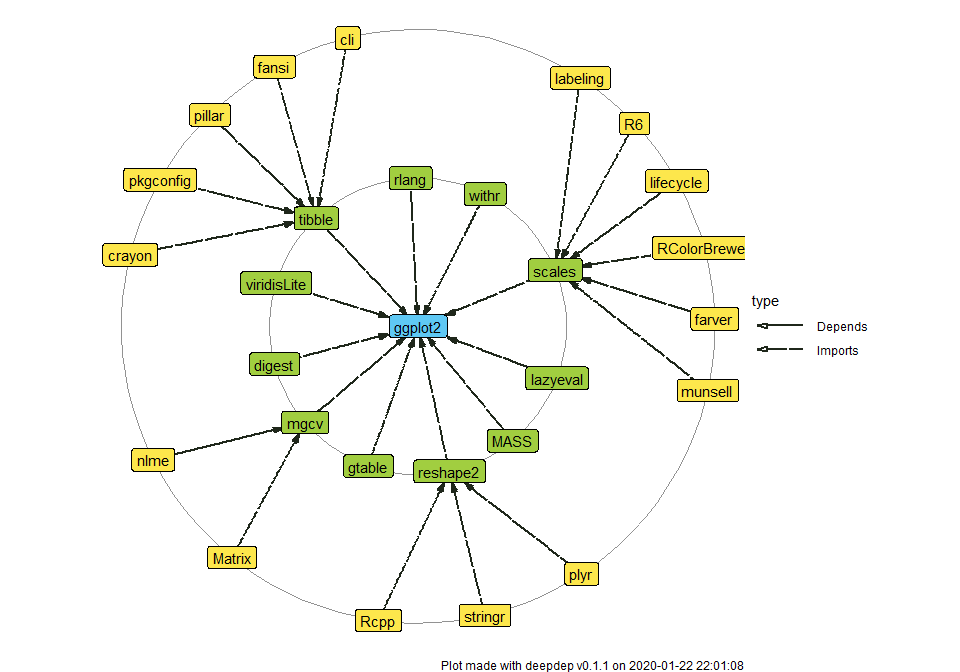 cli
fansi
labeling
pillar
R6
rlang
pkgconfig
lifecycle
withr
tibble
RColorBrewe
crayon
scales
viridisLite
type
farver
ggplot2
Depends
Imports
digest
lazyeval
munsell
mgcv
MASS
nlme
gtable
reshape2
Matrix
plyr
stringr
Rcpp
Plot made with deepdep v0.1.1 on 2020-01-22 22:01:08